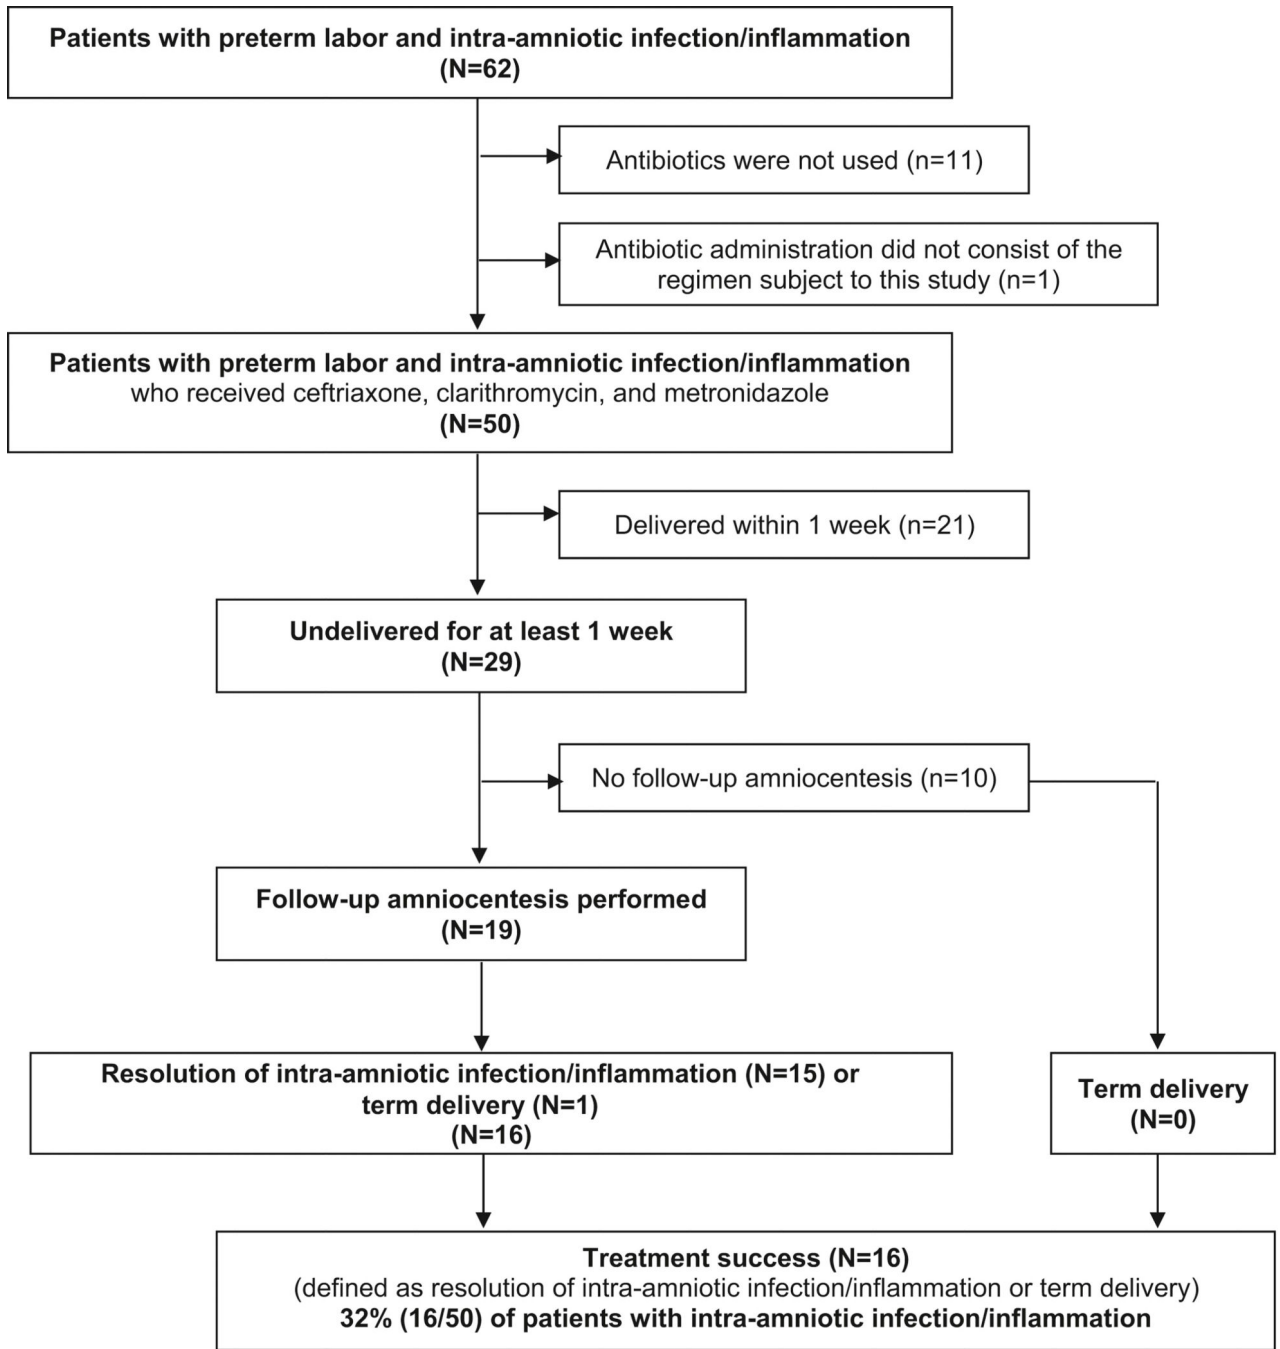 Patients with preterm labor and intra-amniotic infection/inflammation
(N=62)
Antibiotics were not used (n=11)
Antibiotic administration did not consist of the
regimen subject to this study (n=1)
Patients with preterm labor and intra-amniotic infection/inflammation
who received ceftriaxone, clarithromycin, and metronidazole
(N=50)
Delivered within 1 week (n=21)
Undelivered for at least 1 week
(N=29)
No follow-up amniocentesis (n=10)
Follow-up amniocentesis performed
(N=19)
Resolution of intra-amniotic infection/inflammation (N=15) or
term delivery (N=1)
(N=16)
Term delivery
(N=0)
Treatment success (N=16)
(defined as resolution of intra-amniotic infection/inflammation or term delivery)
32% (16/50) of patients with intra-amniotic infection/inflammation